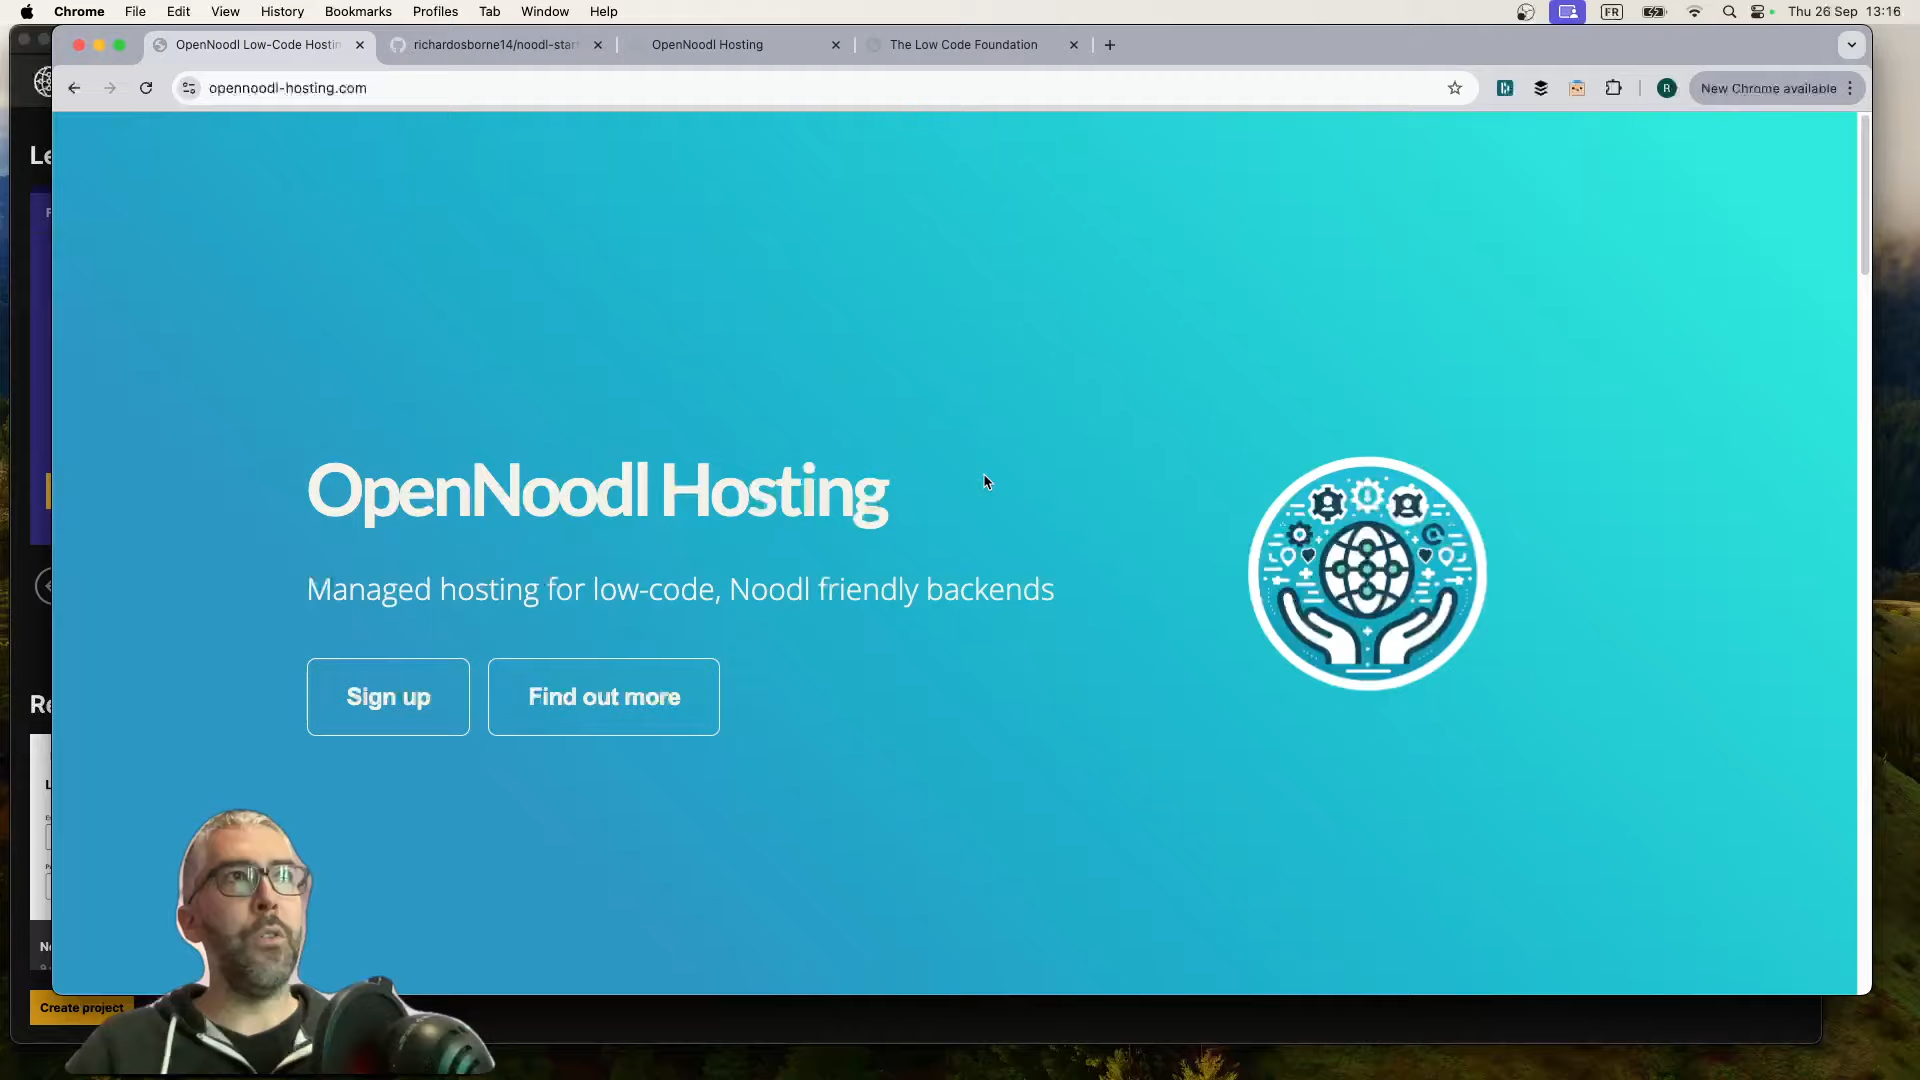 Chrome File Edit View History Bookmarks Profiles Tab Window Help FR Thu 26 Sep 13:16
OpenNoodl Low-Code Hostin richardosborne14/noodl-star OpenNoodl Hosting The Low Code Foundation
opennoodl-hosting.com R New Chrome available
Le
OpenNoodl Hosting
Managed hosting for low-code, Noodl friendly backends
Sign up Find out more
Re
Create project